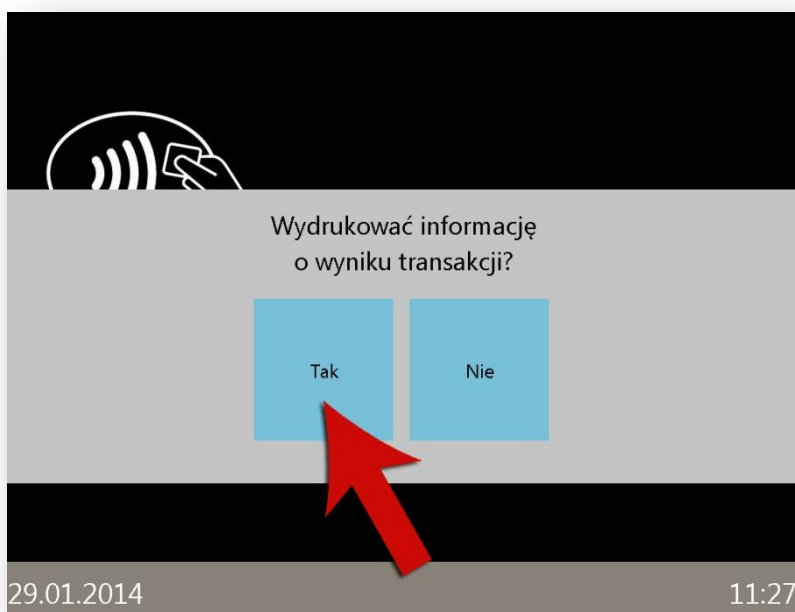 Wydrukować informację
o wyniku transakcji?
Tak
Nie
29.01.2014
11:27